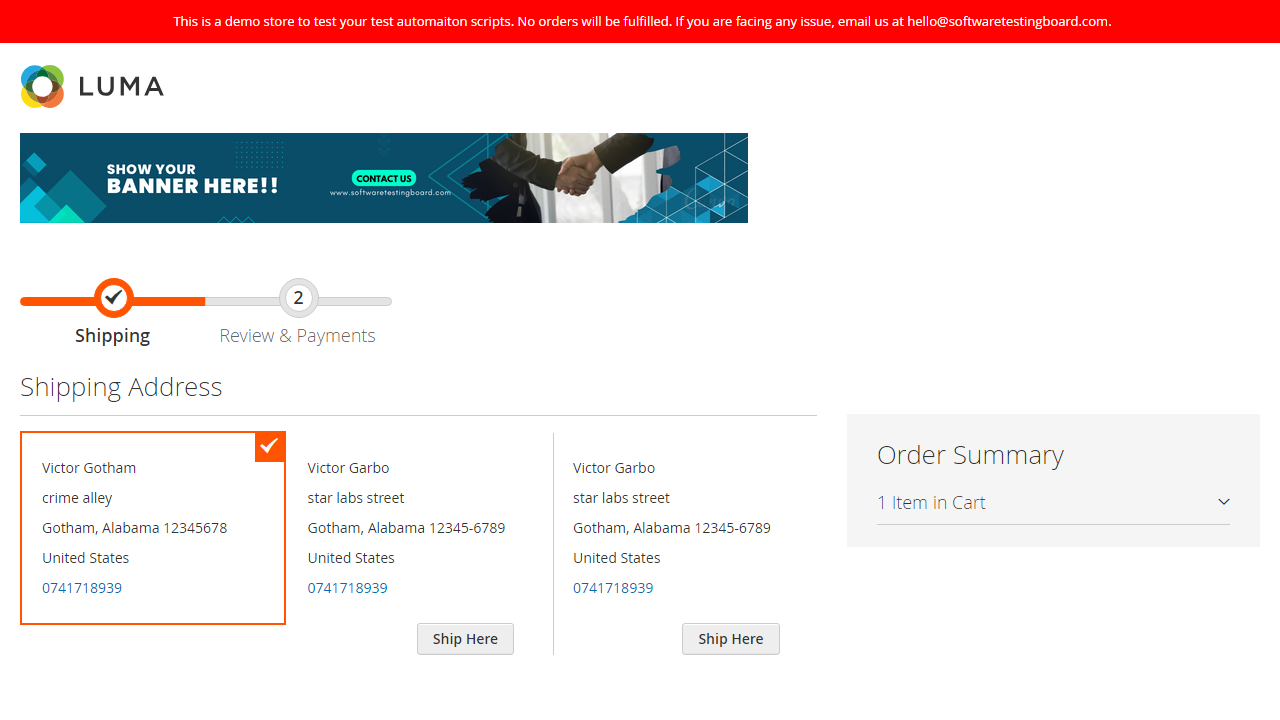 This is a demo store to test your test automaiton scripts. No orders will be fulfilled. If you are facing any issue, email us at hello@softwaretestingboard.com.
LUMA
SHOW YOUR
BANNER HERE!!
CONTACT US
www.softwaretestingboard.com
2
Shipping
Review & Payments
Shipping Address
Victor Gotham
crime alley
Gotham, Alabama 12345678
United States
0741718939
Victor Garbo
star labs street
Gotham, Alabama 12345-6789
United States
0741718939
Ship Here
Victor Garbo
star labs street
Gotham, Alabama 12345-6789
United States
0741718939
Ship Here
Order Summary
1 Item in Cart